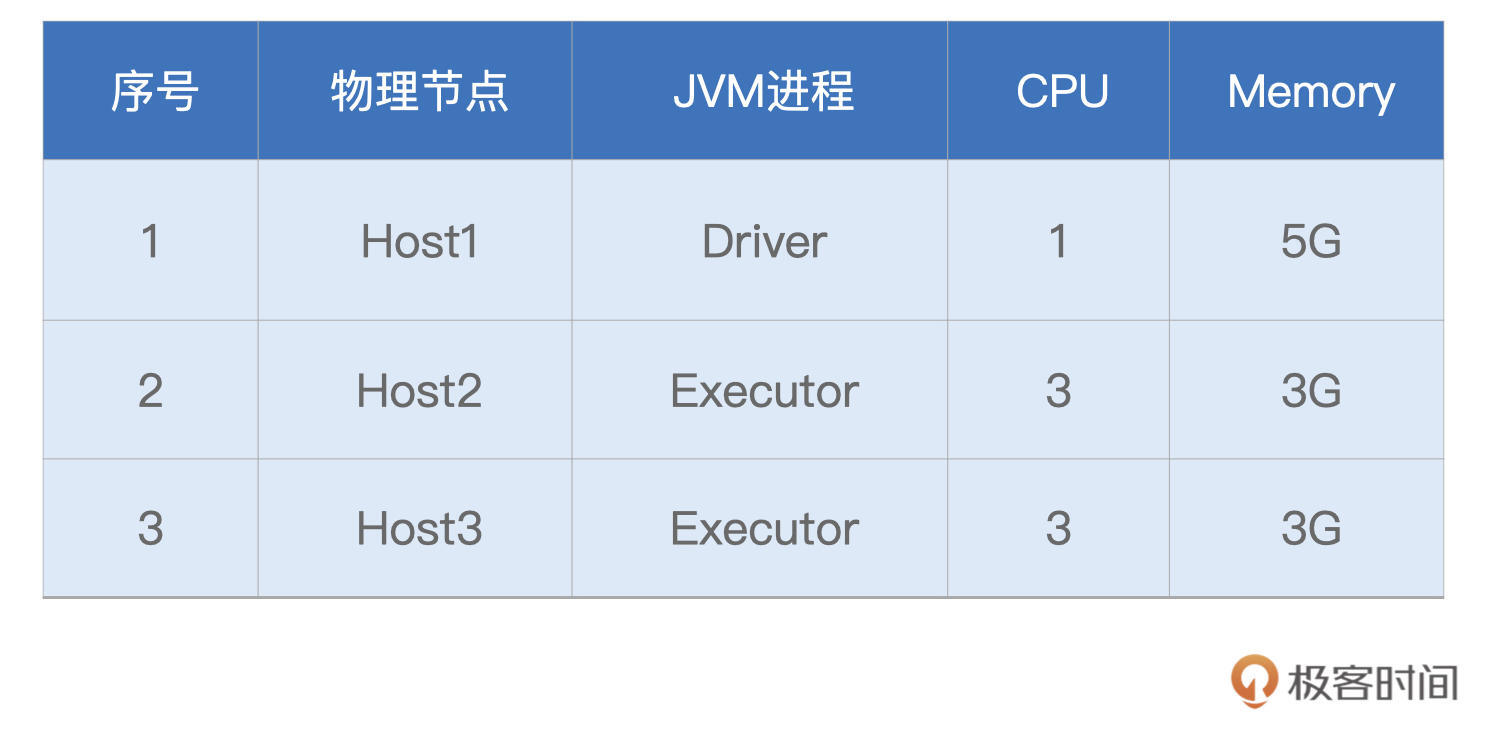 序号 物理节点 JVM进程 CPU Memory
1 Host1 Driver 1 5G
2 Host2 Executor 3 3G
3 Host3 Executor 3 3G
极客时间